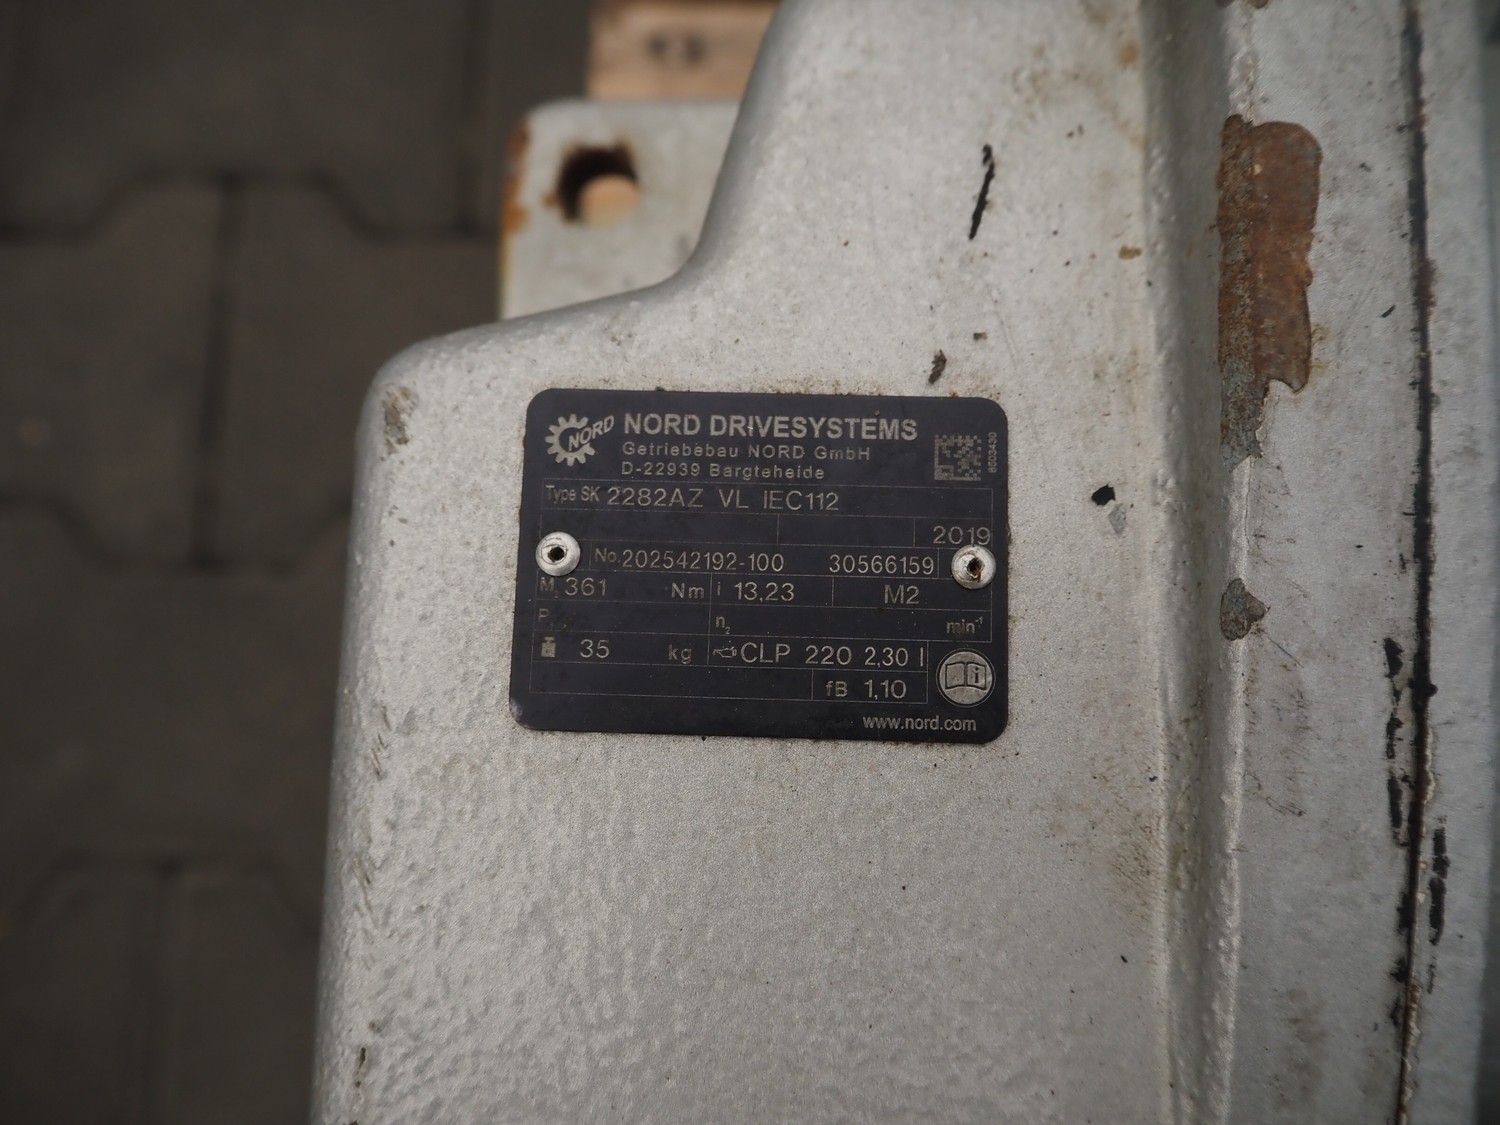 NORD
NORD DRIVESYSTEMS
Getriebebau NORD GmbH
D-22939 Bargteheide
6503430
Type SK 2282AZ VL IEC112
2019
No. 202542192-100 30566159
M₂ 361 Nm i 13,23 M2
P n₂ min⁻¹
35 kg CLP 220 2,30 l
i
fB 1,10
www.nord.com